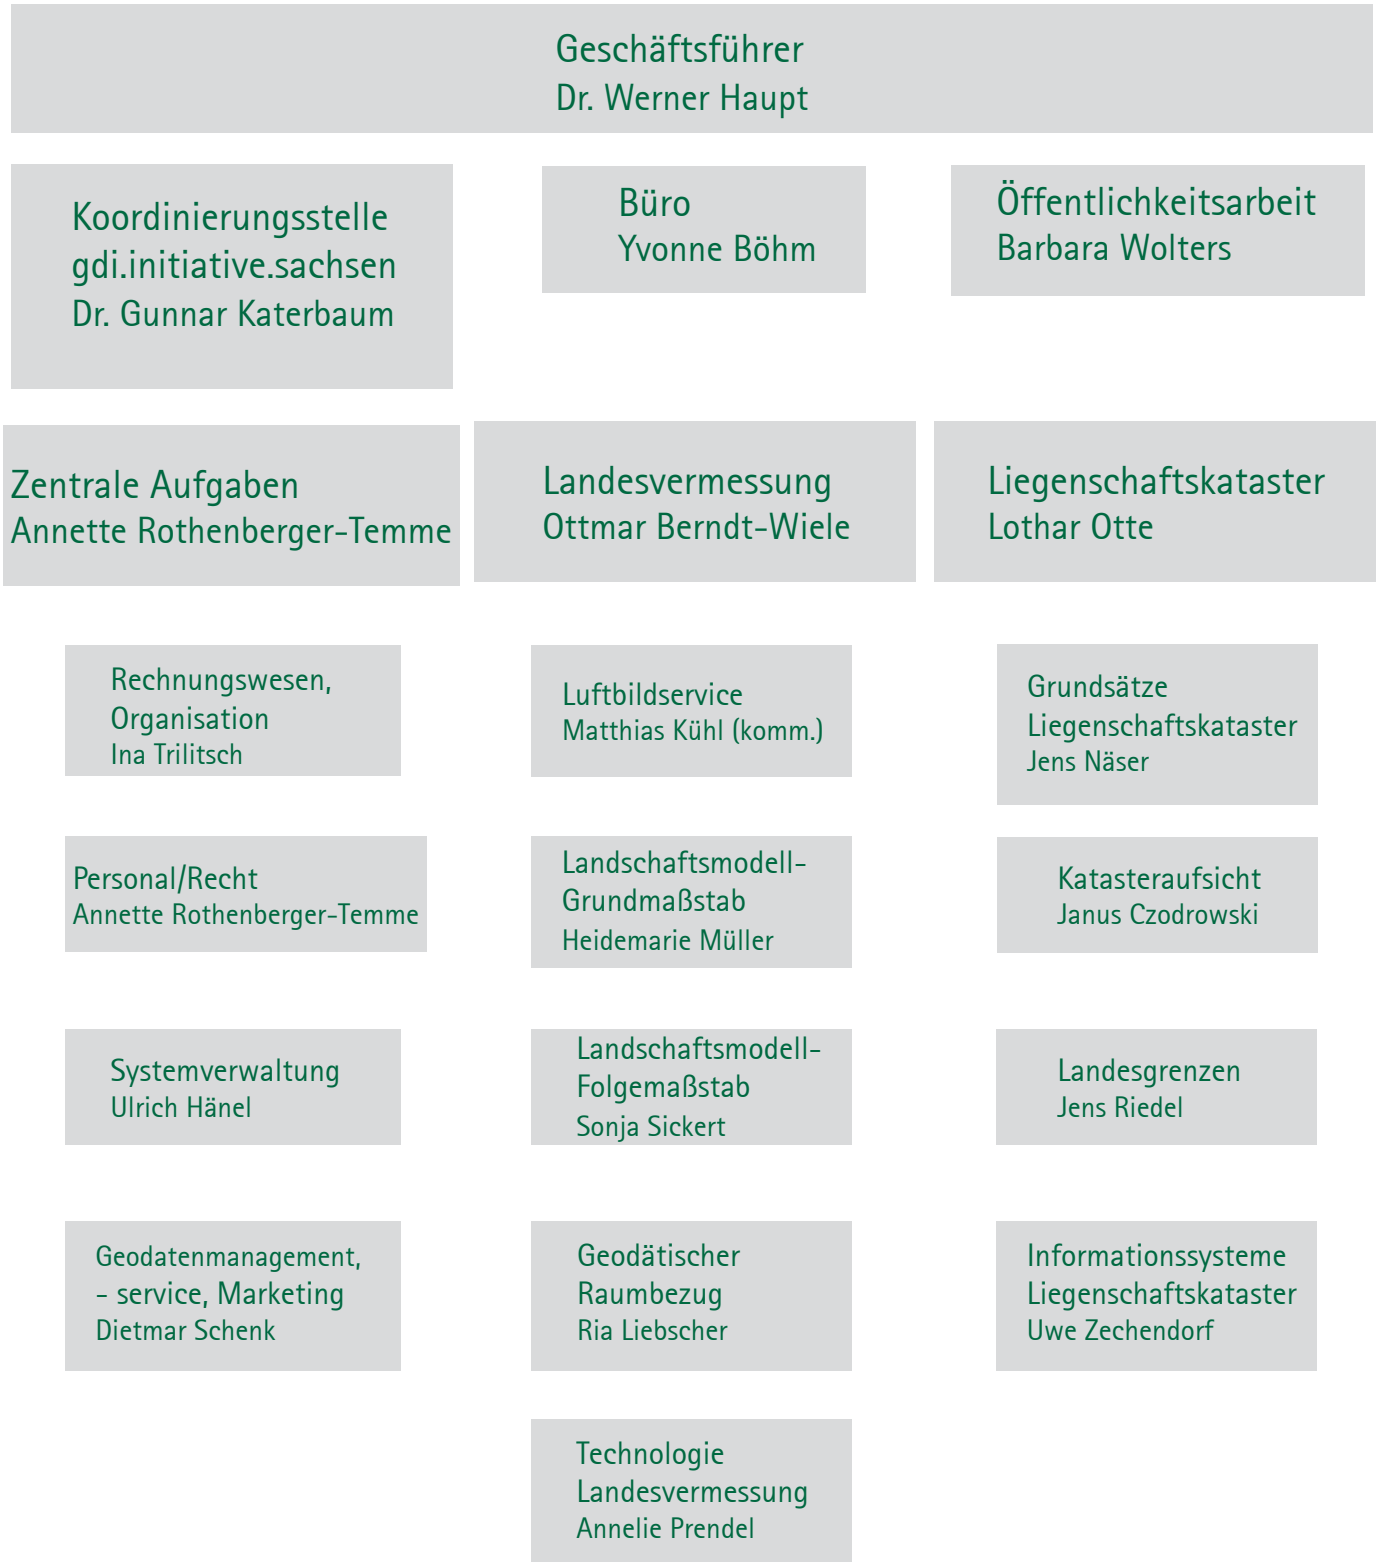 Geschäftsführer
Dr. Werner Haupt
Koordinierungsstelle
gdi.initiative.sachsen
Dr. Gunnar Katerbaum
Büro
Yvonne Böhm
Öffentlichkeitsarbeit
Barbara Wolters
Zentrale Aufgaben
Annette Rothenberger-Temme
Landesvermessung
Ottmar Berndt-Wiele
Liegenschaftskataster
Lothar Otte
Rechnungswesen,
Organisation
Ina Trilitsch
Luftbildservice
Matthias Kühl (komm.)
Grundsätze
Liegenschaftskataster
Jens Näser
Personal/Recht
Annette Rothenberger-Temme
Landschaftsmodell-
Grundmaßstab
Heidemarie Müller
Katasteraufsicht
Janus Czodrowski
Systemverwaltung
Ulrich Hänel
Landschaftsmodell-
Folgemaßstab
Sonja Sickert
Landesgrenzen
Jens Riedel
Geodatenmanagement,
- service, Marketing
Dietmar Schenk
Geodätischer
Raumbezug
Ria Liebscher
Informationssysteme
Liegenschaftskataster
Uwe Zechendorf
Technologie
Landesvermessung
Annelie Prendel